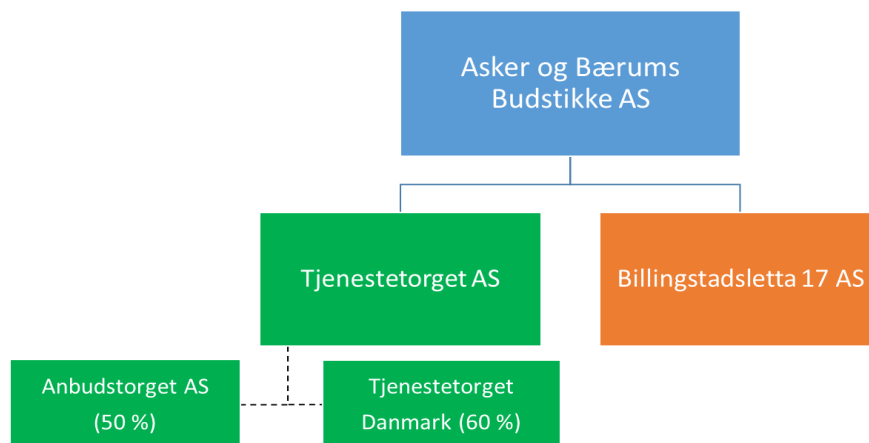 Asker og Bærums
Budstikke AS
Tjenestetorget AS
Billingstadsletta 17 AS
Anbudstorget AS
(50 %)
Tjenestetorget
Danmark (60 %)